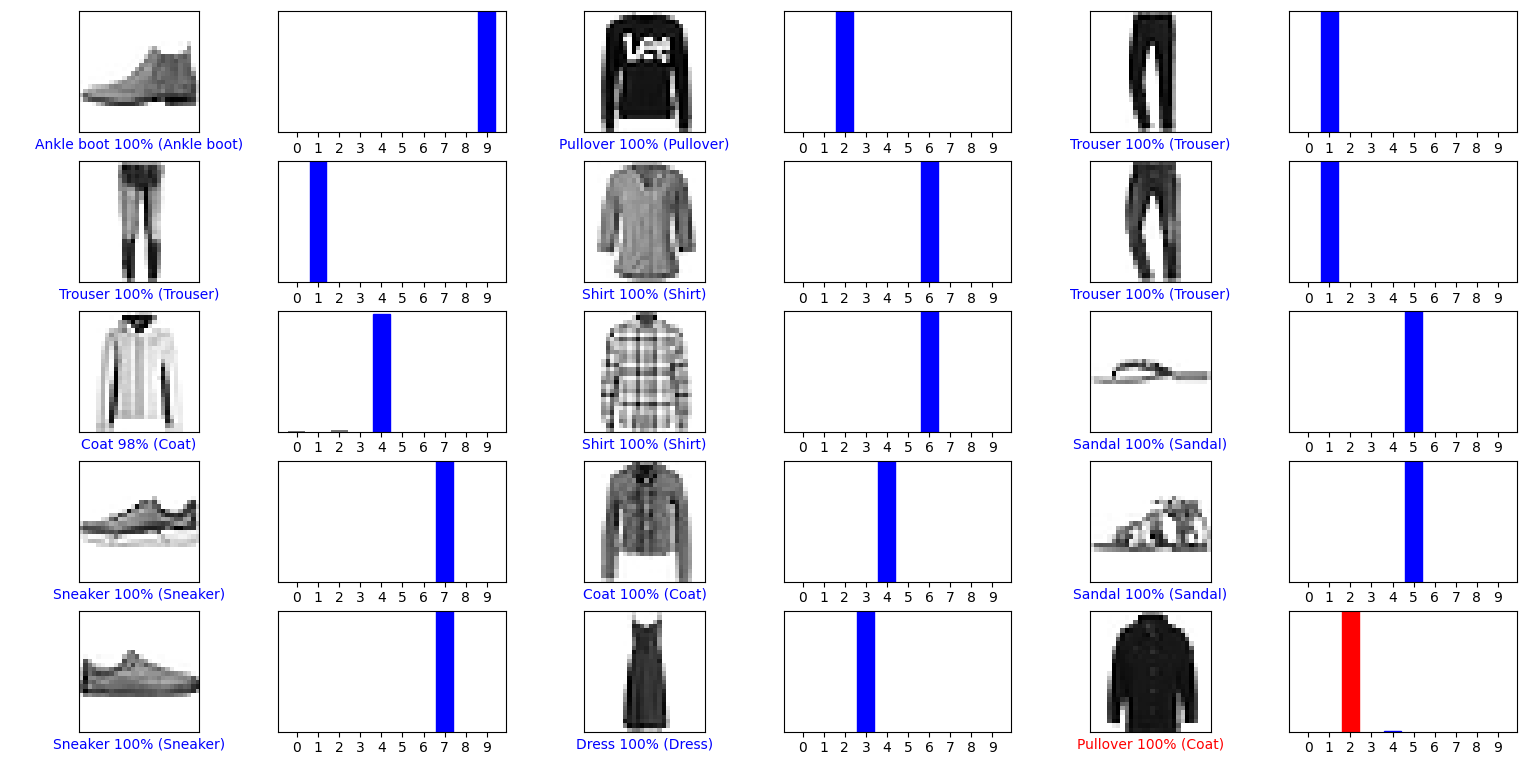 Lee
Ankle boot 100% (Ankle boot)
0 1 2 3 4 5 6 7 8 9
Pullover 100% (Pullover)
0 1 2 3 4 5 6 7 8 9
Trouser 100% (Trouser)
0 1 2 3 4 5 6 7 8 9
Trouser 100% (Trouser)
0 1 2 3 4 5 6 7 8 9
Shirt 100% (Shirt)
0 1 2 3 4 5 6 7 8 9
Trouser 100% (Trouser)
0 1 2 3 4 5 6 7 8 9
Coat 98% (Coat)
0 1 2 3 4 5 6 7 8 9
Shirt 100% (Shirt)
0 1 2 3 4 5 6 7 8 9
Sandal 100% (Sandal)
0 1 2 3 4 5 6 7 8 9
Sneaker 100% (Sneaker)
0 1 2 3 4 5 6 7 8 9
Coat 100% (Coat)
0 1 2 3 4 5 6 7 8 9
Sandal 100% (Sandal)
0 1 2 3 4 5 6 7 8 9
Sneaker 100% (Sneaker)
0 1 2 3 4 5 6 7 8 9
Dress 100% (Dress)
0 1 2 3 4 5 6 7 8 9
Pullover 100% (Coat)
0 1 2 3 4 5 6 7 8 9